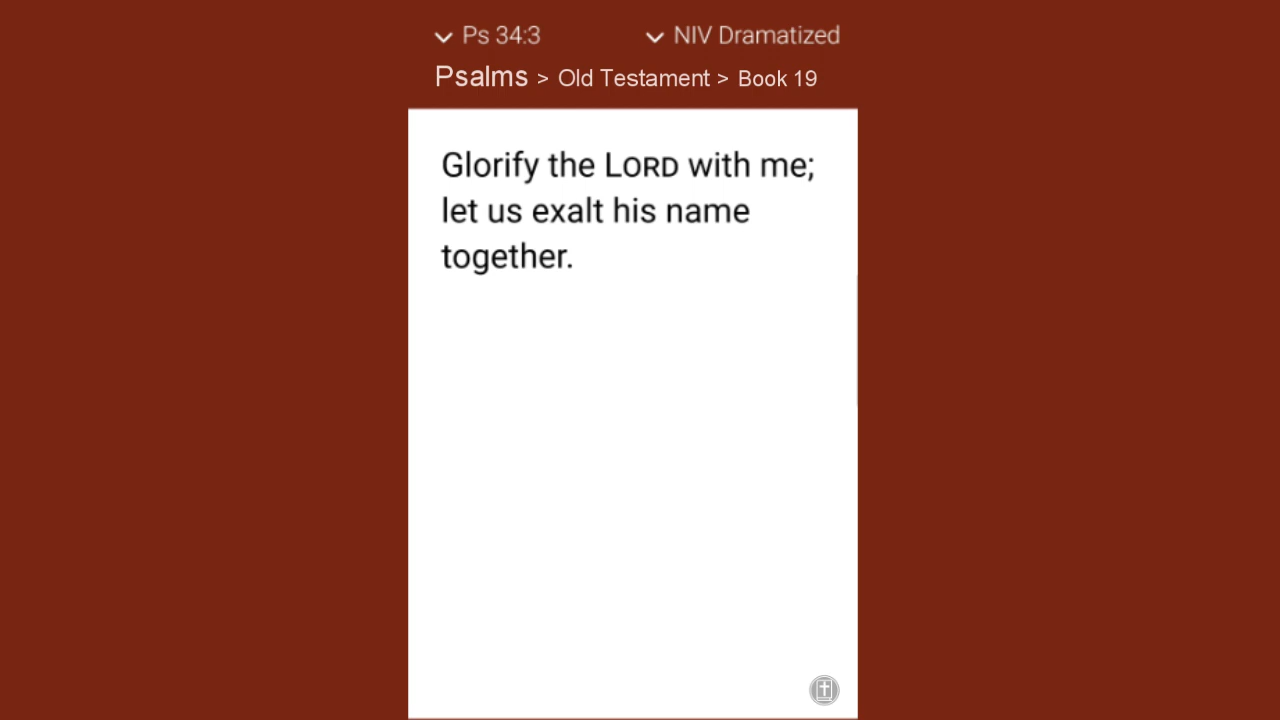 Ps 34:3 NIV Dramatized
Psalms > Old Testament > Book 19
Glorify the LORD with me;
let us exalt his name
together.